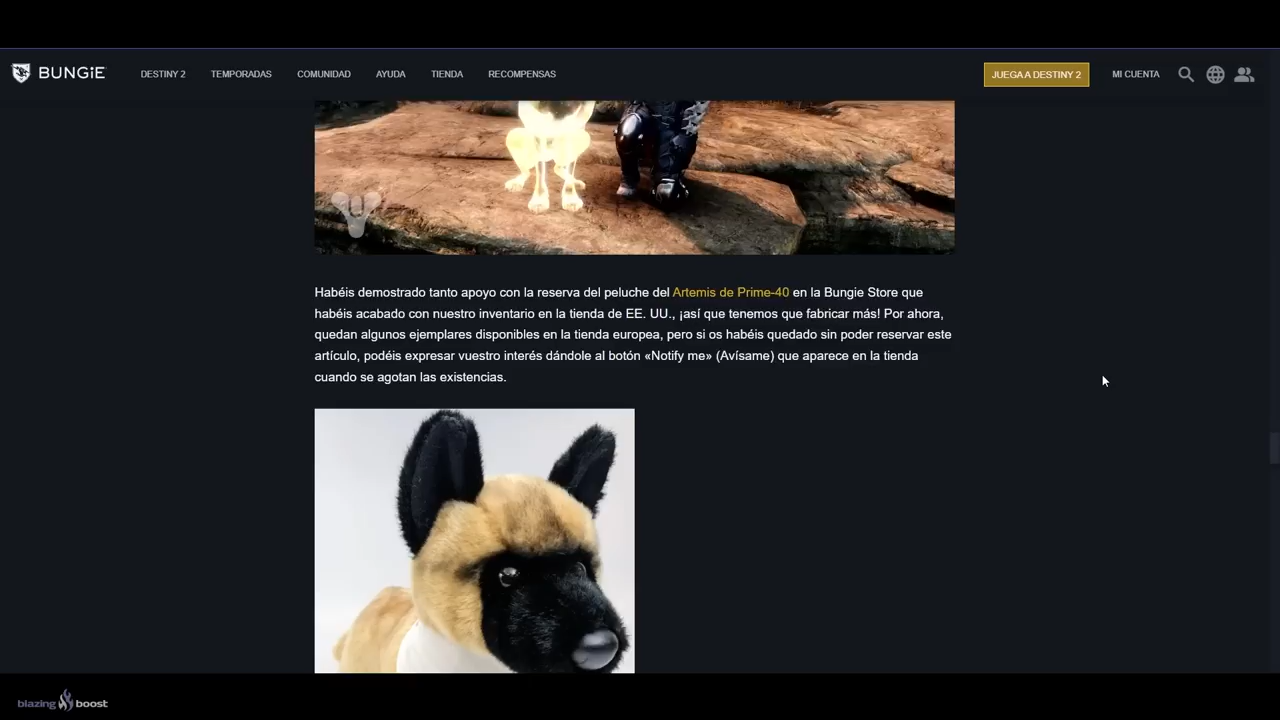 BUNGiE
DESTINY 2
TEMPORADAS
COMUNIDAD
AYUDA
TIENDA
RECOMPENSAS
JUEGA A DESTINY 2
MI CUENTA
Habéis demostrado tanto apoyo con la reserva del peluche del Artemis de Prime-40 en la Bungie Store que
habéis acabado con nuestro inventario en la tienda de EE. UU., ¡así que tenemos que fabricar más! Por ahora,
quedan algunos ejemplares disponibles en la tienda europea, pero si os habéis quedado sin poder reservar este
artículo, podéis expresar vuestro interés dándole al botón «Notify me» (Avísame) que aparece en la tienda
cuando se agotan las existencias.
blazing boost